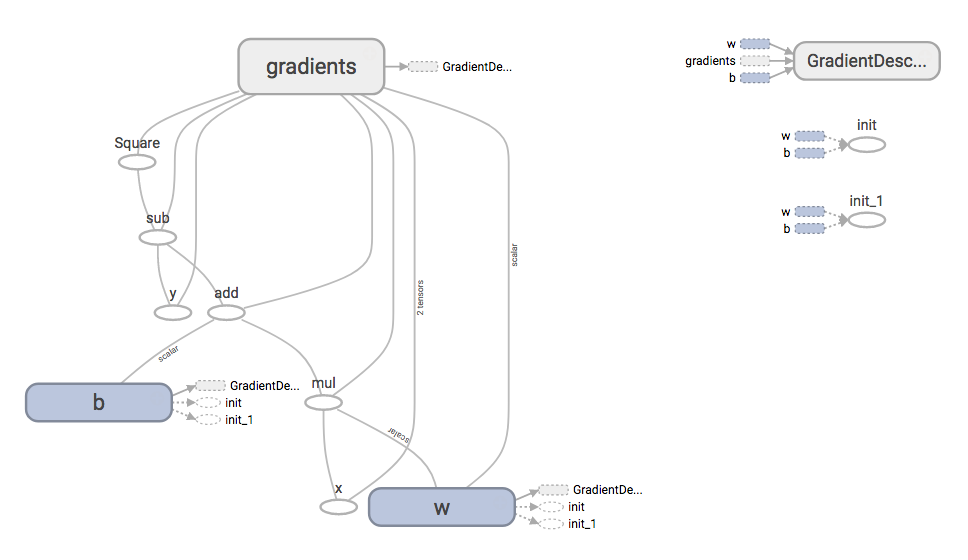 gradients
GradientDe...
Square
sub
y
add
scalar
2 tensors
scalar
b
GradientDe...
init
init_1
mul
scalar
x
w
GradientDe...
init
init_1
w
gradients
b
GradientDesc...
init
w
b
init_1
w
b